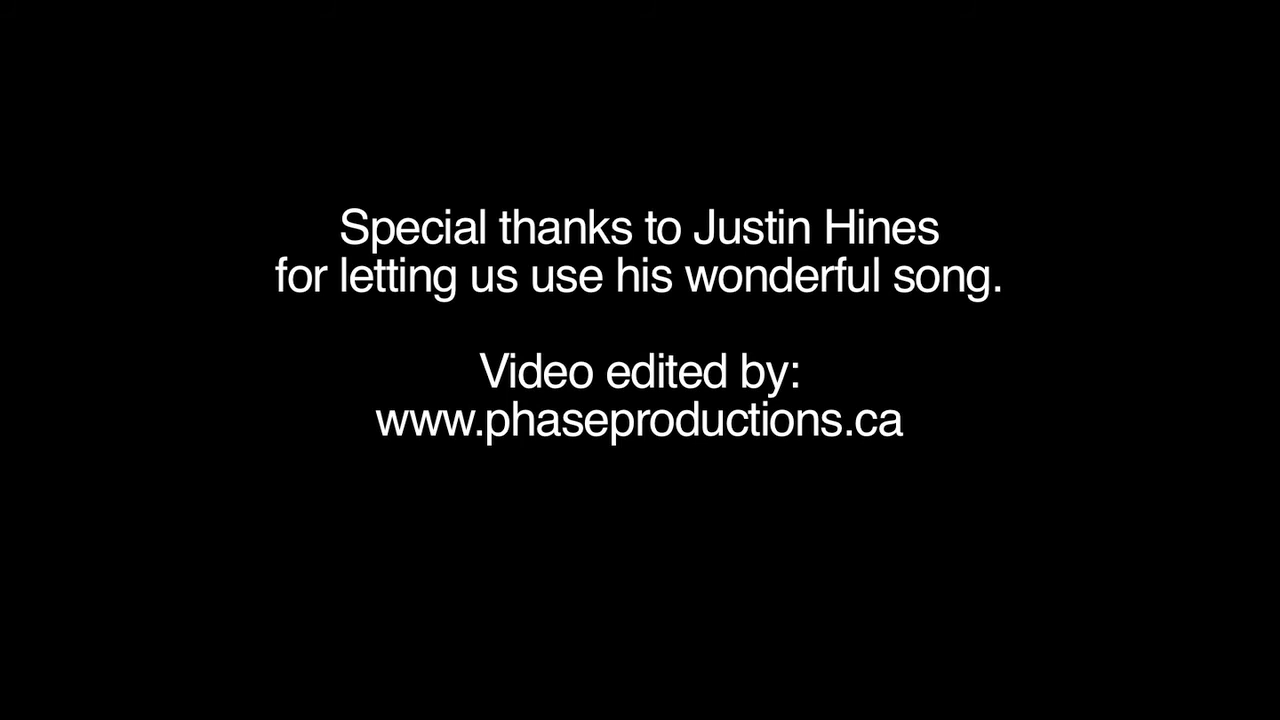 Special thanks to Justin Hines
for letting us use his wonderful song.
Video edited by:
www.phaseproductions.ca